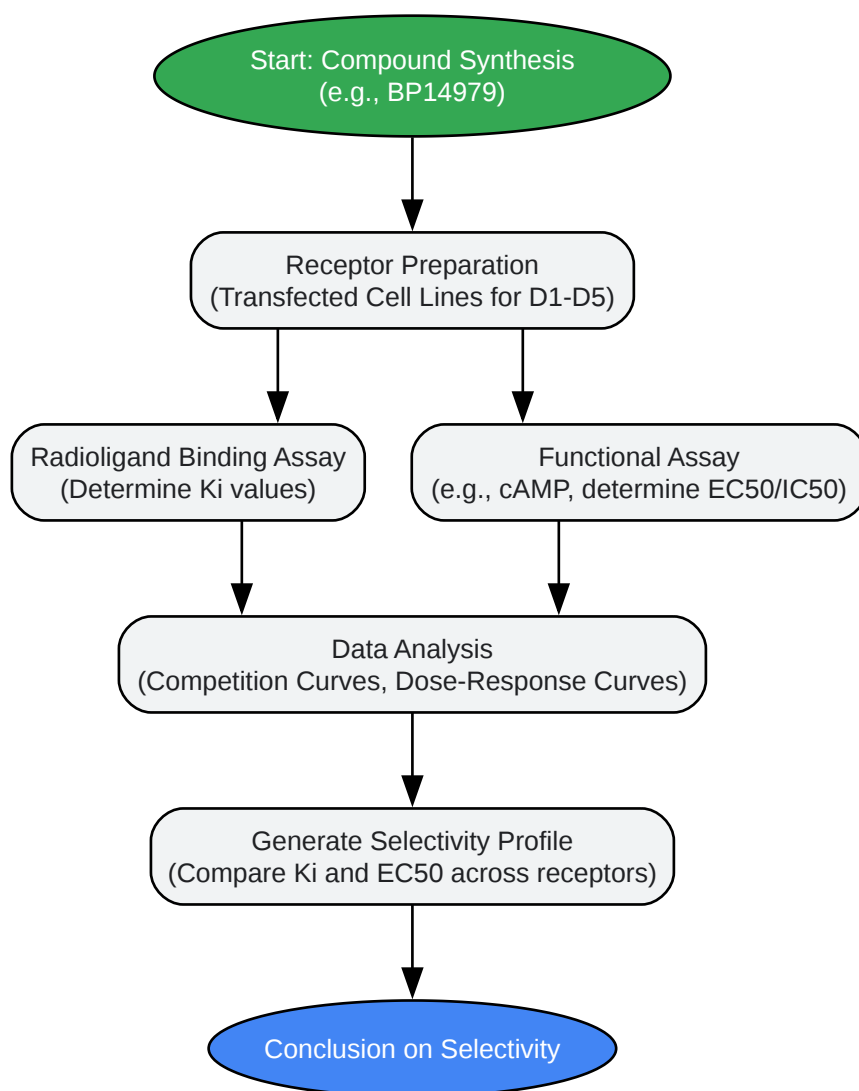 Start: Compound Synthesis
(e.g., BP14979)
Receptor Preparation
(Transfected Cell Lines for D1-D5)
Radioligand Binding Assay
(Determine Ki values)
Functional Assay
(e.g., cAMP, determine EC50/IC50)
Data Analysis
(Competition Curves, Dose-Response Curves)
Generate Selectivity Profile
(Compare Ki and EC50 across receptors)
Conclusion on Selectivity